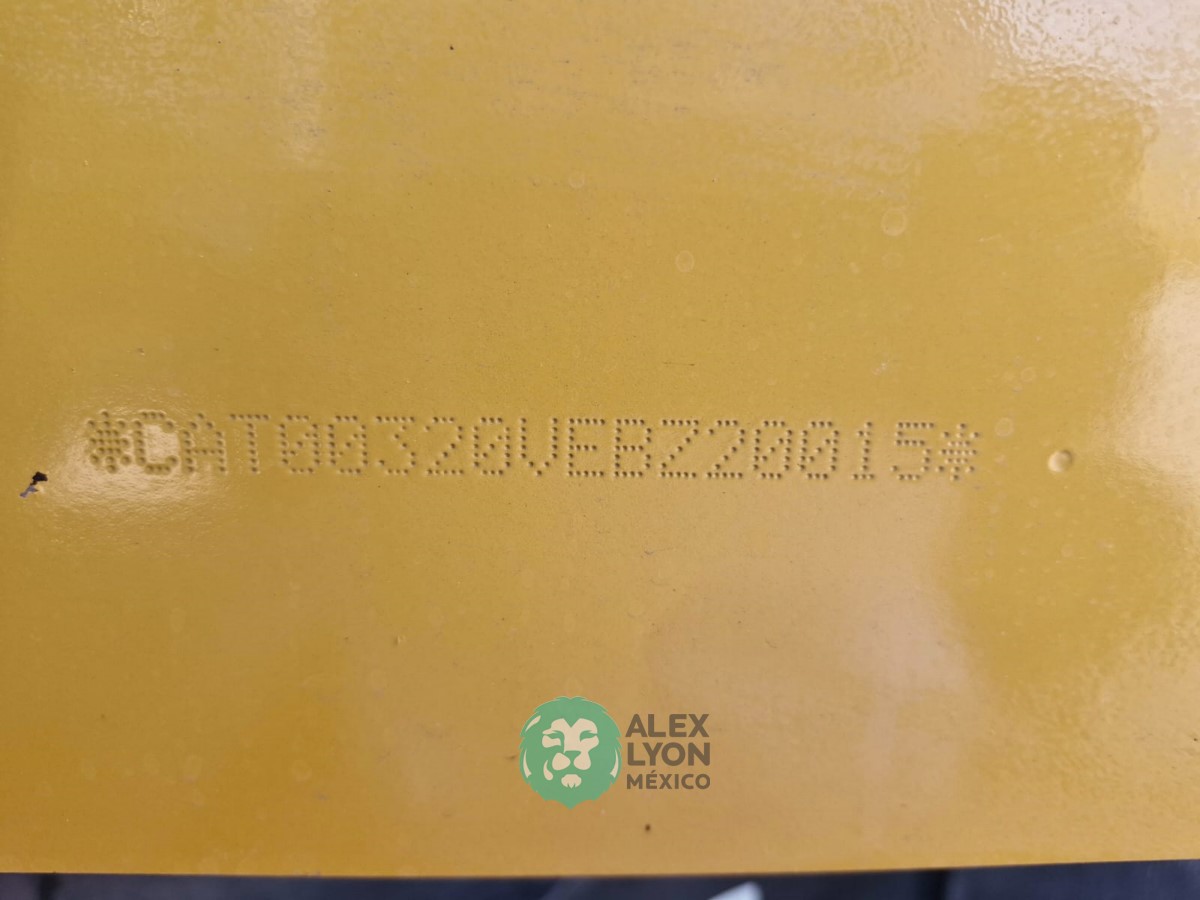 *CAT00320VEBZ20015*
ALEX
LYON
MÉXICO